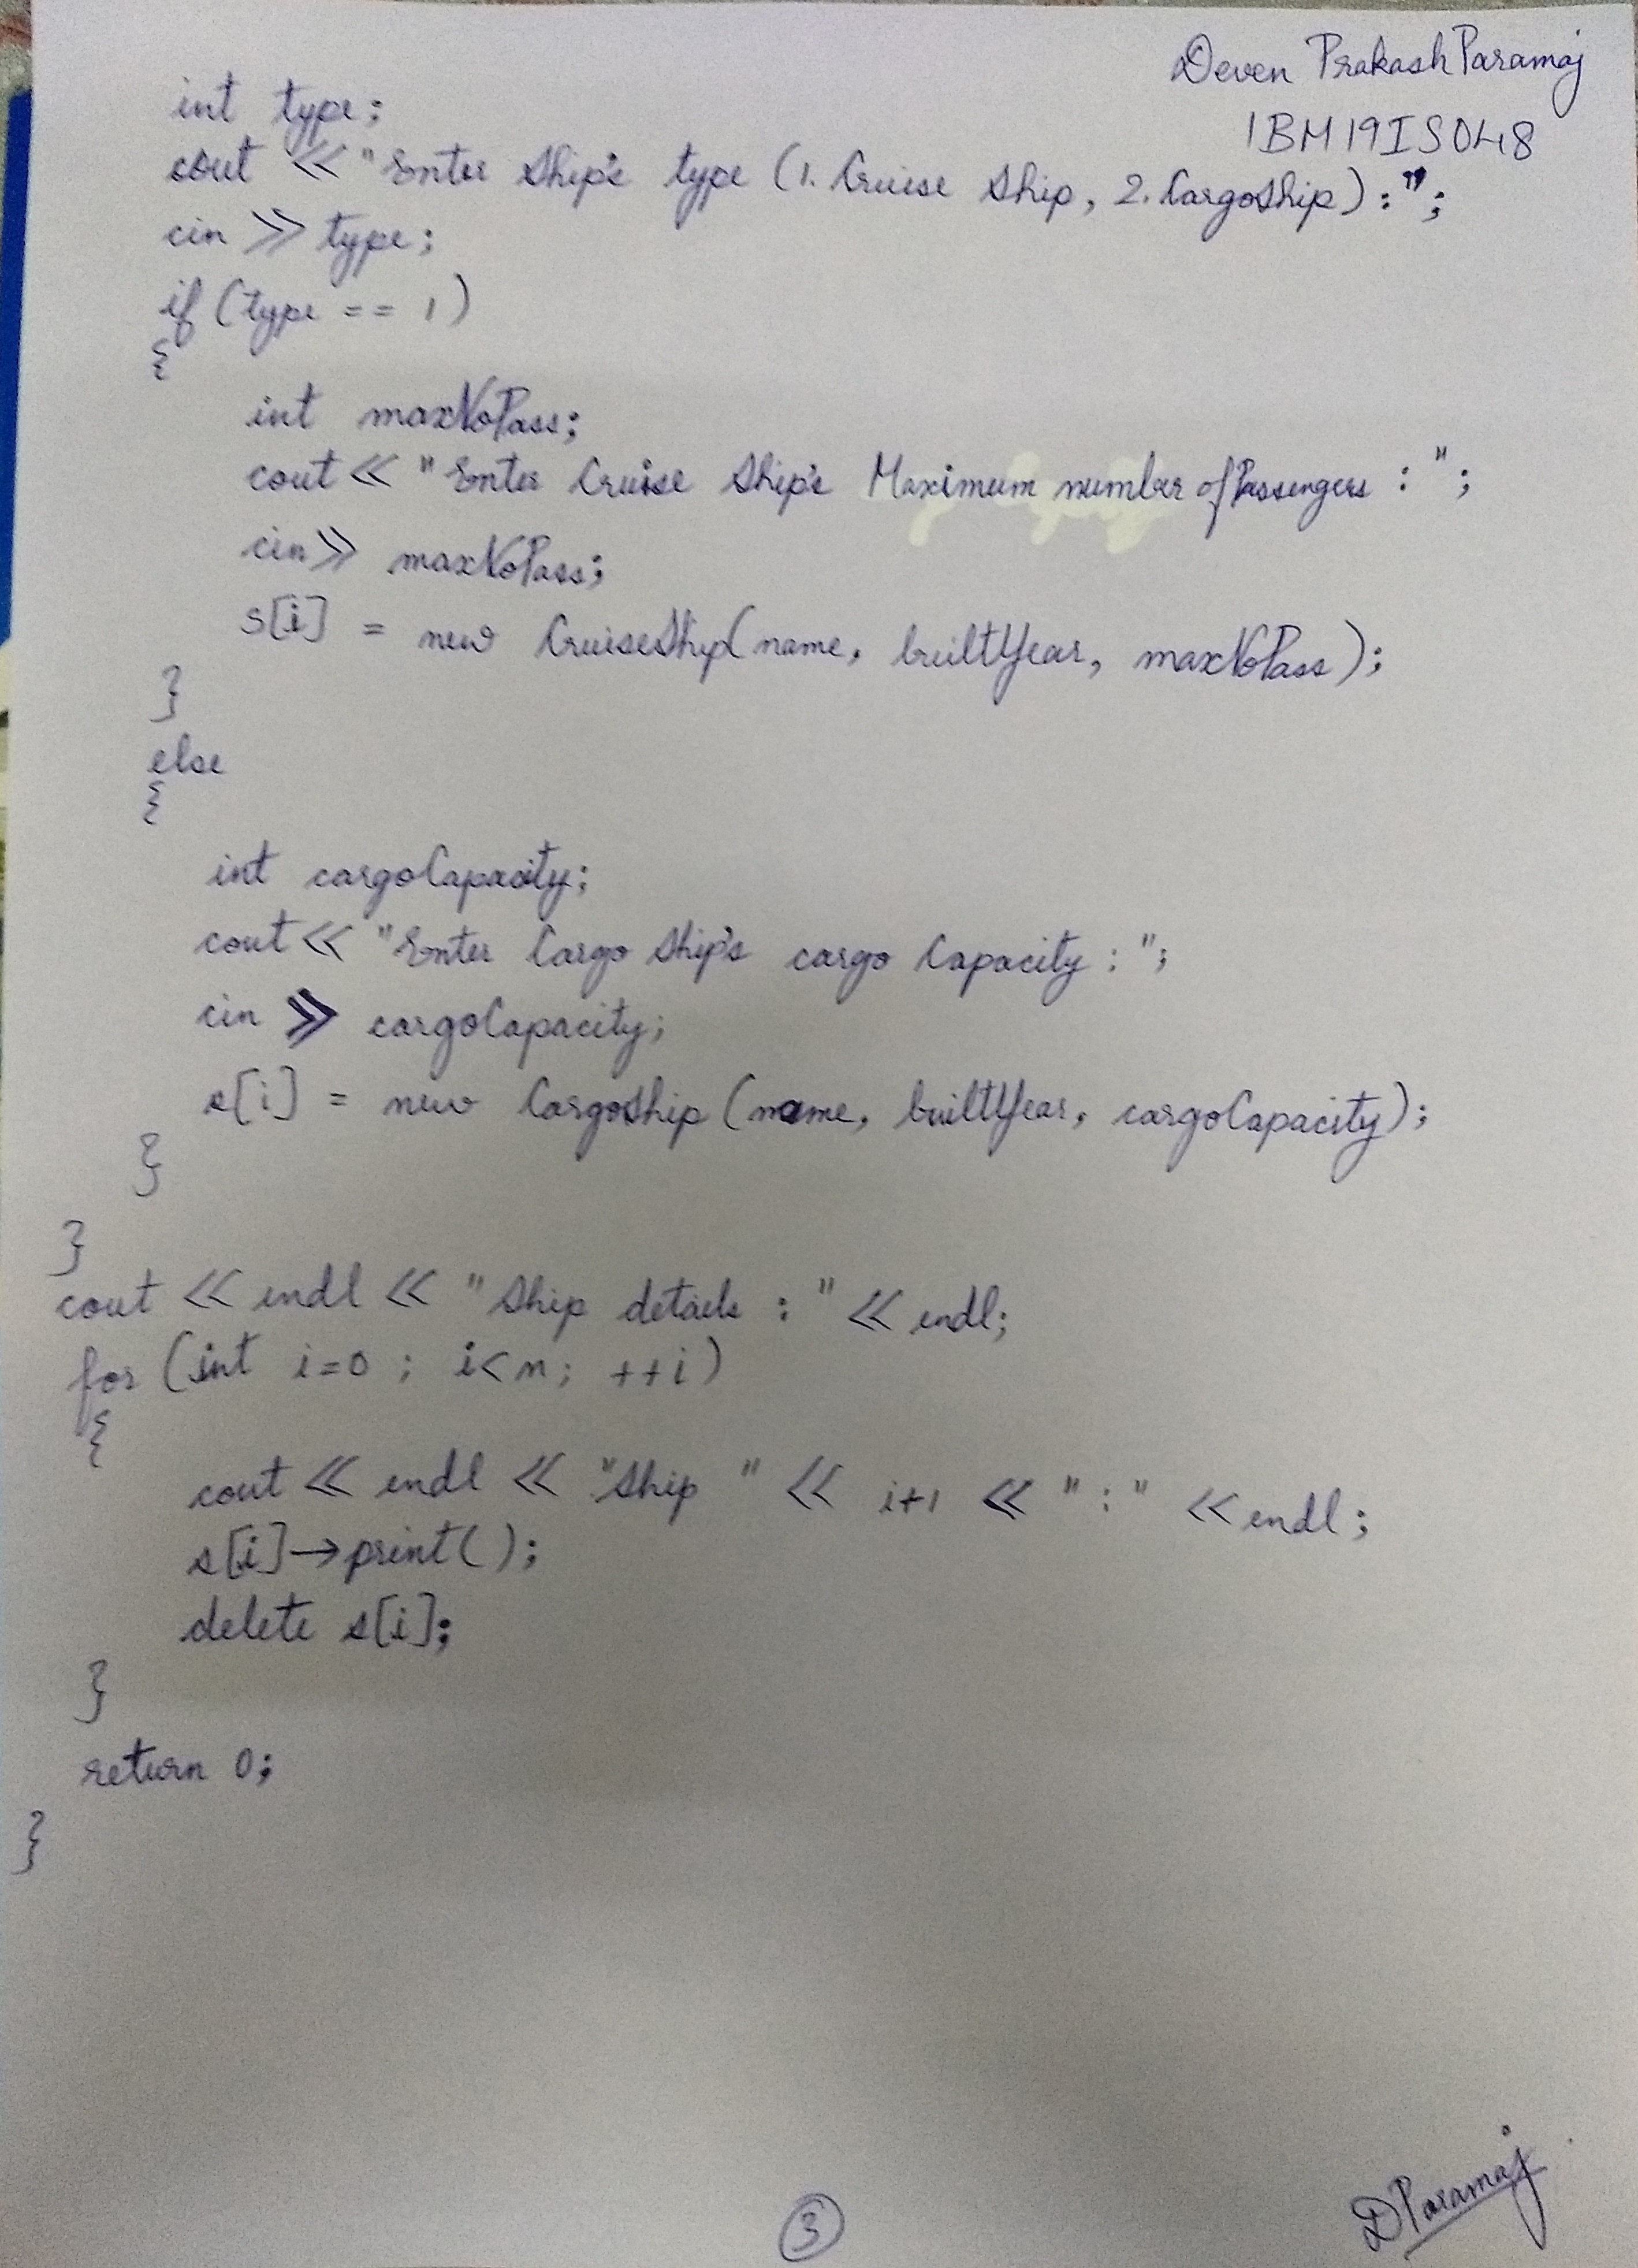 Deven Prakash Paramaj
1BM19IS048
int type;
cout << "Enter Ship's type (1. Cruise Ship, 2. CargoShip) : ";
cin >> type;
if (type == 1)
{
int maxNoPass;
cout << "Enter Cruise Ship's Maximum number of Passengers : ";
cin >> maxNoPass;
s[i] = new CruiseShip(name, builtYear, maxNoPass);
}
else
{
int cargoCapacity;
cout << "Enter Cargo Ship's cargo Capacity : ";
cin >> cargoCapacity;
s[i] = new CargoShip (name, builtYear, cargoCapacity);
}
}
cout << endl << "Ship details : " << endl;
for (int i=0 ; i<n; ++i)
{
cout << endl << "Ship " << i+1 << " : " << endl;
s[i]→print( );
delete s[i];
}
return 0;
}
3
DParamaj